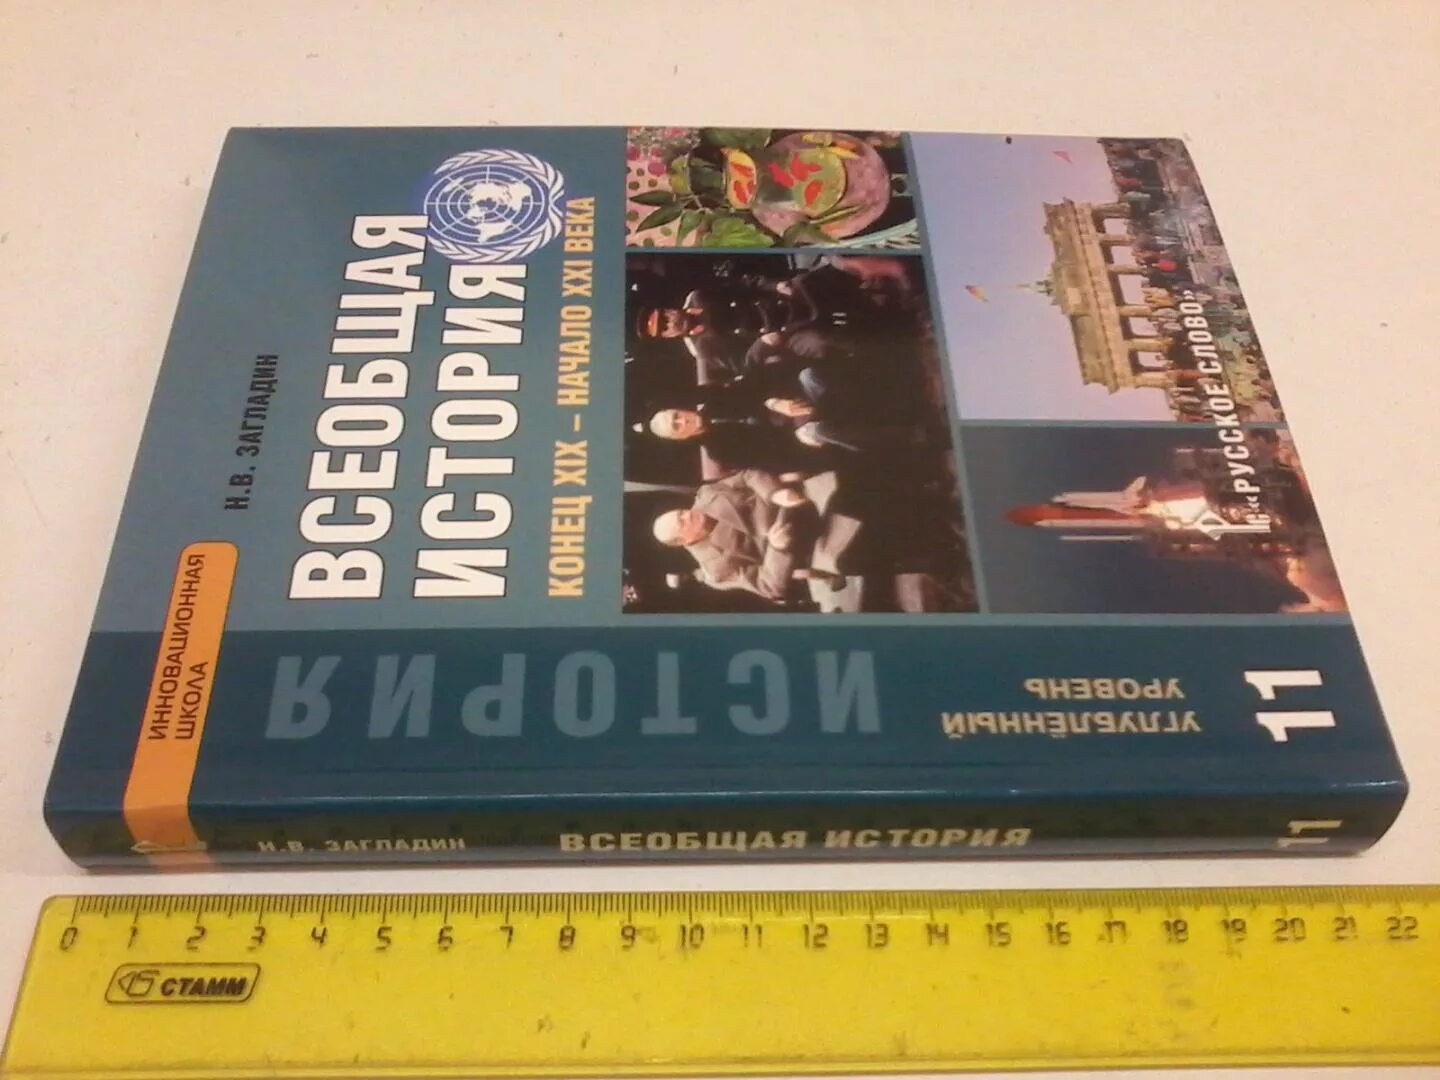 ИННОВАЦИОННАЯ
ШКОЛА
Н.В. ЗАГЛАДИН
ВСЕОБЩАЯ
ИСТОРИЯ
КОНЕЦ XIX – НАЧАЛО XXI ВЕКА
«РУССКОЕ СЛОВО»
ИСТОРИЯ
УГЛУБЛЁННЫЙ
УРОВЕНЬ
11
Н.В. ЗАГЛАДИН ВСЕОБЩАЯ ИСТОРИЯ 11
0 1 2 3 4 5 6 7 8 9 10 11 12 13 14 15 16 17 18 19 20 21 22
СТАММ